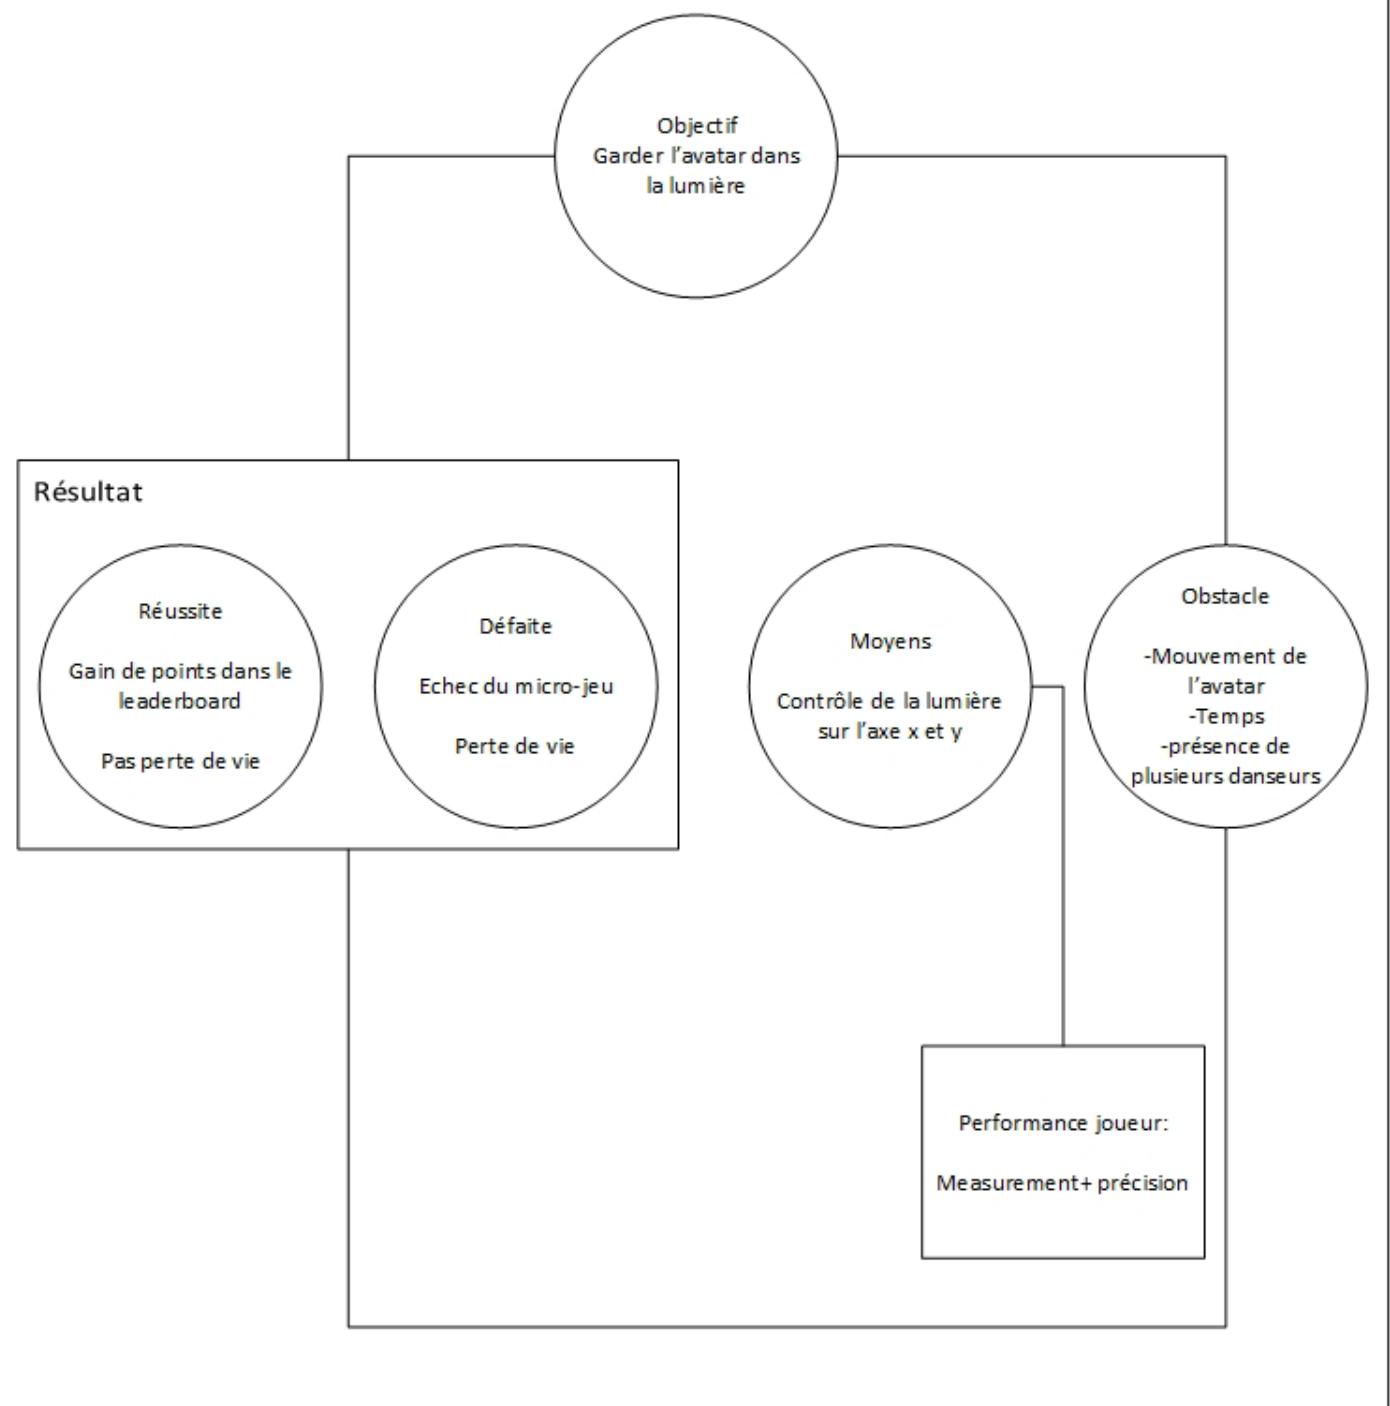 Objectif
Garder l’avatar dans
la lumière
Résultat
Réussite
Gain de points dans le
leaderboard
Pas perte de vie
Défaite
Echec du micro-jeu
Perte de vie
Moyens
Contrôle de la lumière
sur l’axe x et y
Obstacle
-Mouvement de
l’avatar
-Temps
-présence de
plusieurs danseurs
Performance joueur:
Measurement+ précision